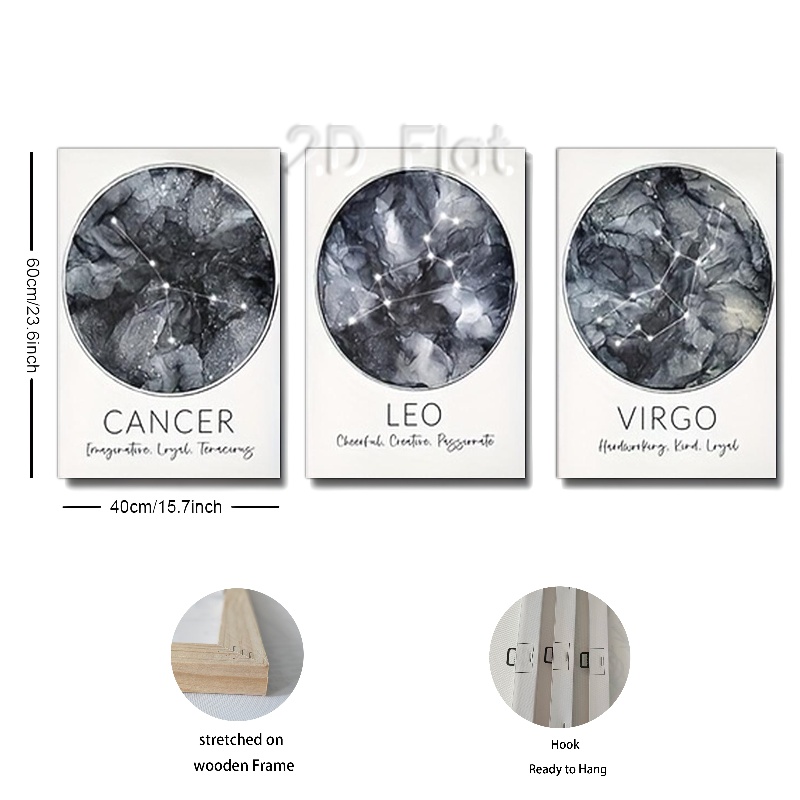 2D Flat
60cm/23.6inch
CANCER
Imaginative, Loyal, Tenacious
LEO
Cheerful, Creative, Passionate
VIRGO
Hardworking, Kind, Loyal
40cm/15.7inch
stretched on
wooden Frame
Hook
Ready to Hang